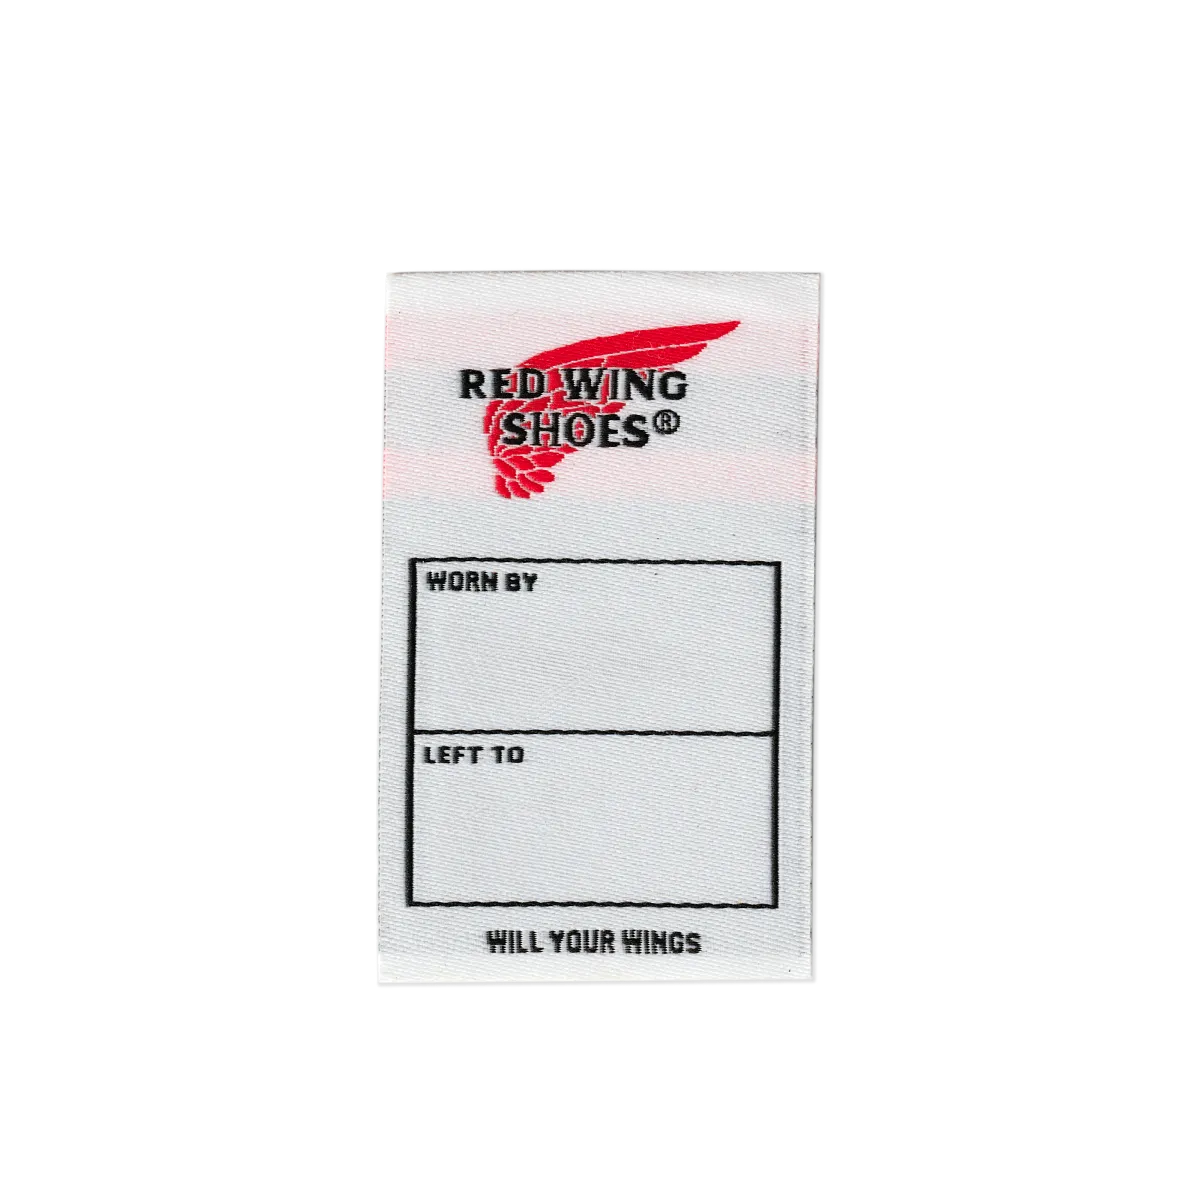 RED WING
SHOES®
WORN BY
LEFT TO
WILL YOUR WINGS